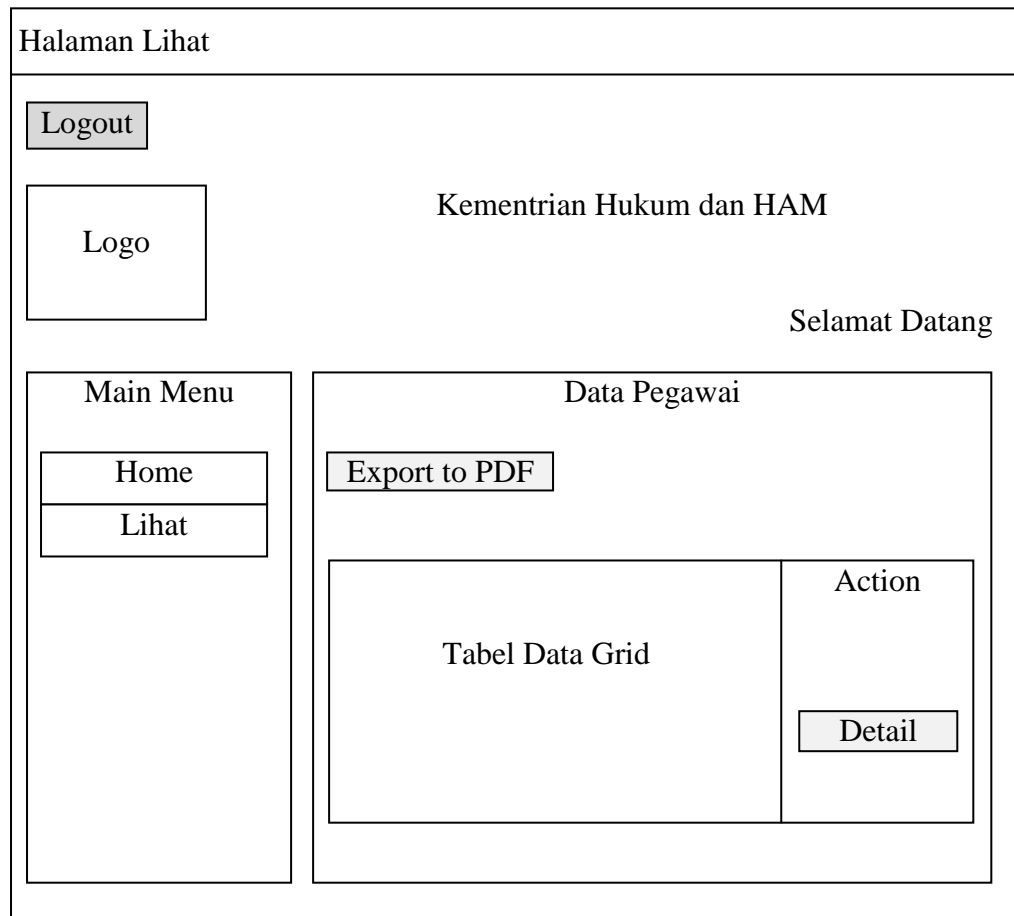 Halaman Lihat
Logout
Logo
Kementrian Hukum dan HAM
Selamat Datang
Main Menu
Home
Lihat
Data Pegawai
Export to PDF
Tabel Data Grid
Action
Detail